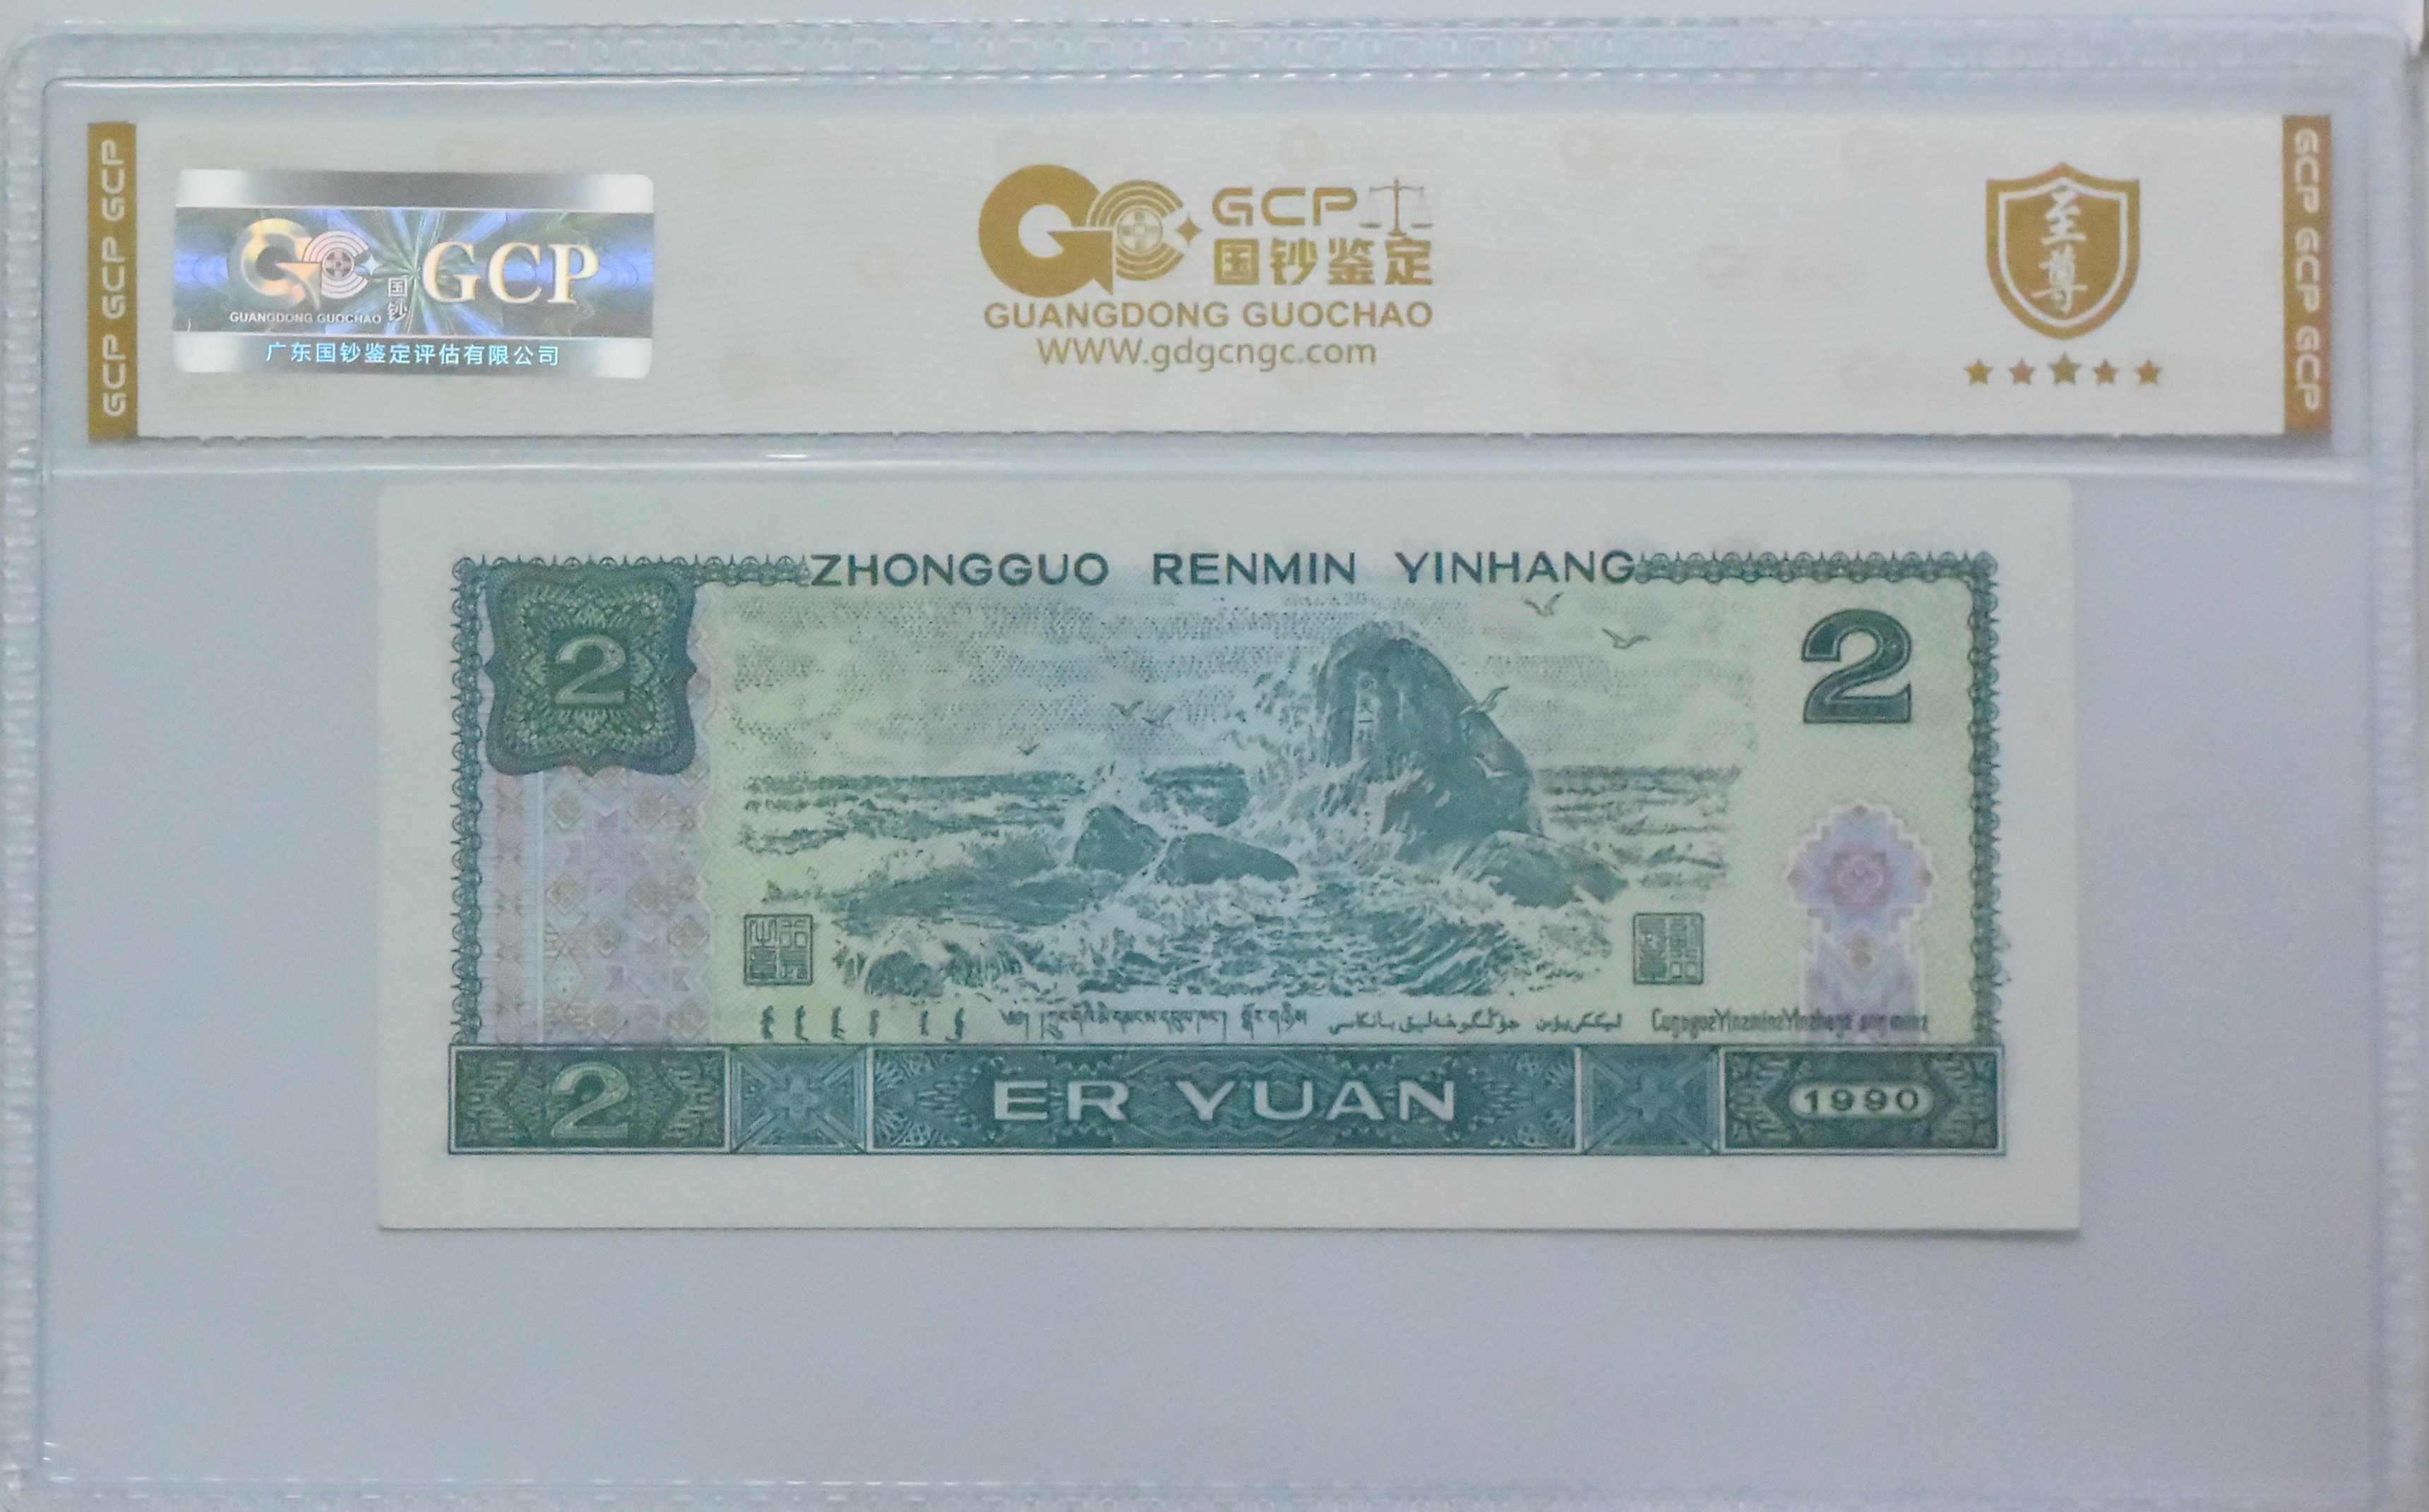 GCP GCP GCP
GCP
国钞
GUANGDONG GUOCHAO
广东国钞鉴定评估有限公司
GCP
国钞鉴定
GUANGDONG GUOCHAO
WWW.gdgcngc.com
至尊
GCP GCP GCP
ZHONGGUO RENMIN YINHANG
2
2
2
ER YUAN
1990